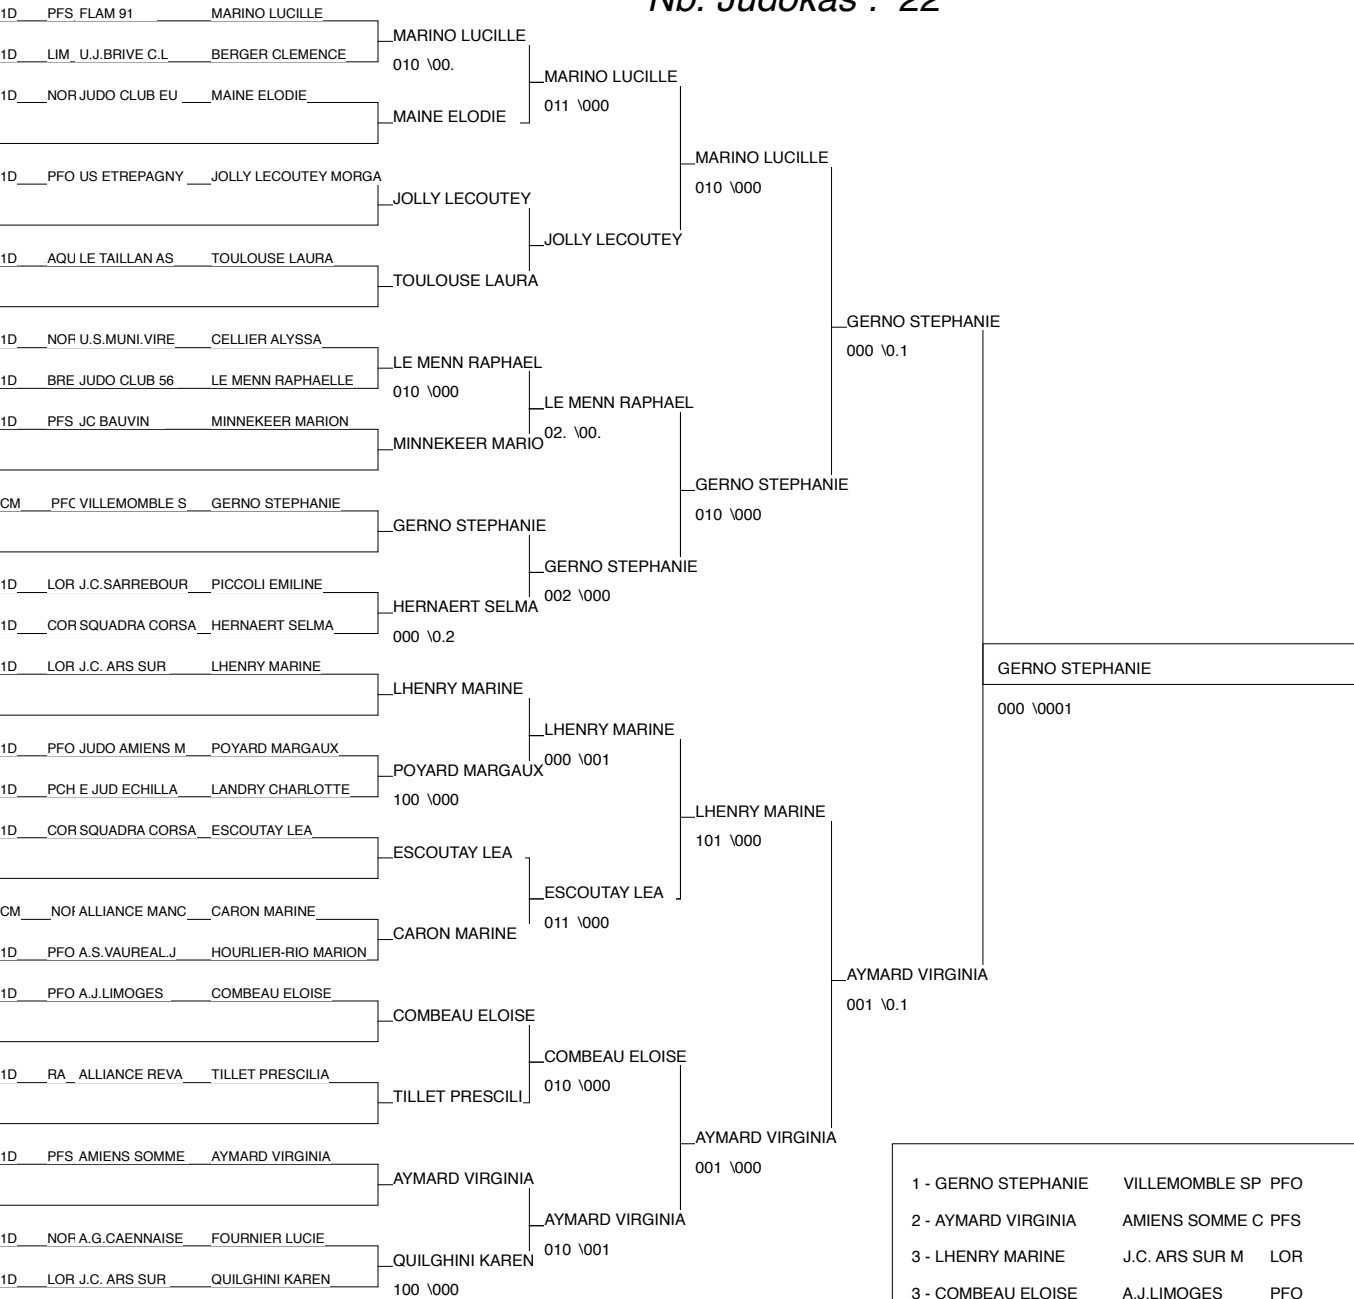 Nb. Judokas : 22
1D PFS FLAM 91 MARINO LUCILLE
1D LIM U.J.BRIVE C.L BERGER CLEMENCE
1D NOR JUDO CLUB EU MAINE ELODIE
1D PFO US ETREPAGNY JOLLY LECOUTEY MORGA
1D AQU LE TAILLAN AS TOULOUSE LAURA
1D NOR U.S.MUNI.VIRE CELLIER ALYSSA
1D BRE JUDO CLUB 56 LE MENN RAPHAELLE
1D PFS JC BAUVIN MINNEKEER MARION
CM PFO VILLEMOMBLE S GERNO STEPHANIE
1D LOR J.C.SARREBOUR PICCOLI EMILINE
1D COR SQUADRA CORSA HERNAERT SELMA
1D LOR J.C. ARS SUR LHENRY MARINE
1D PFO JUDO AMIENS M POYARD MARGAUX
1D PCH E JUD ECHILLA LANDRY CHARLOTTE
1D COR SQUADRA CORSA ESCOUTAY LEA
CM NOR ALLIANCE MANC CARON MARINE
1D PFO A.S.VAUREAL.J HOURLIER-RIO MARION
1D PFO A.J.LIMOGES COMBEAU ELOISE
1D RA ALLIANCE REVA TILLET PRESCILIA
1D PFS AMIENS SOMME AYMARD VIRGINIA
1D NOR A.G.CAENNAISE FOURNIER LUCIE
1D LOR J.C. ARS SUR QUILGHINI KAREN
MARINO LUCILLE
010 \00.
MAINE ELODIE
JOLLY LECOUTEY
TOULOUSE LAURA
LE MENN RAPHAEL
010 \000
MINNEKEER MARIO
GERNO STEPHANIE
HERNAERT SELMA
000 \0.2
LHENRY MARINE
POYARD MARGAUX
100 \000
ESCOUTAY LEA
CARON MARINE
COMBEAU ELOISE
TILLET PRESCILI
AYMARD VIRGINIA
QUILGHINI KAREN
100 \000
MARINO LUCILLE
011 \000
JOLLY LECOUTEY
LE MENN RAPHAEL
02. \00.
GERNO STEPHANIE
002 \000
LHENRY MARINE
000 \001
ESCOUTAY LEA
011 \000
COMBEAU ELOISE
010 \000
AYMARD VIRGINIA
010 \001
MARINO LUCILLE
010 \000
GERNO STEPHANIE
010 \000
LHENRY MARINE
101 \000
AYMARD VIRGINIA
001 \000
GERNO STEPHANIE
000 \0.1
AYMARD VIRGINIA
001 \0.1
GERNO STEPHANIE
000 \0001
1 - GERNO STEPHANIE VILLEMOMBLE SP PFO
2 - AYMARD VIRGINIA AMIENS SOMME C PFS
3 - LHENRY MARINE J.C. ARS SUR M LOR
3 - COMBEAU ELOISE A.J.LIMOGES PFO